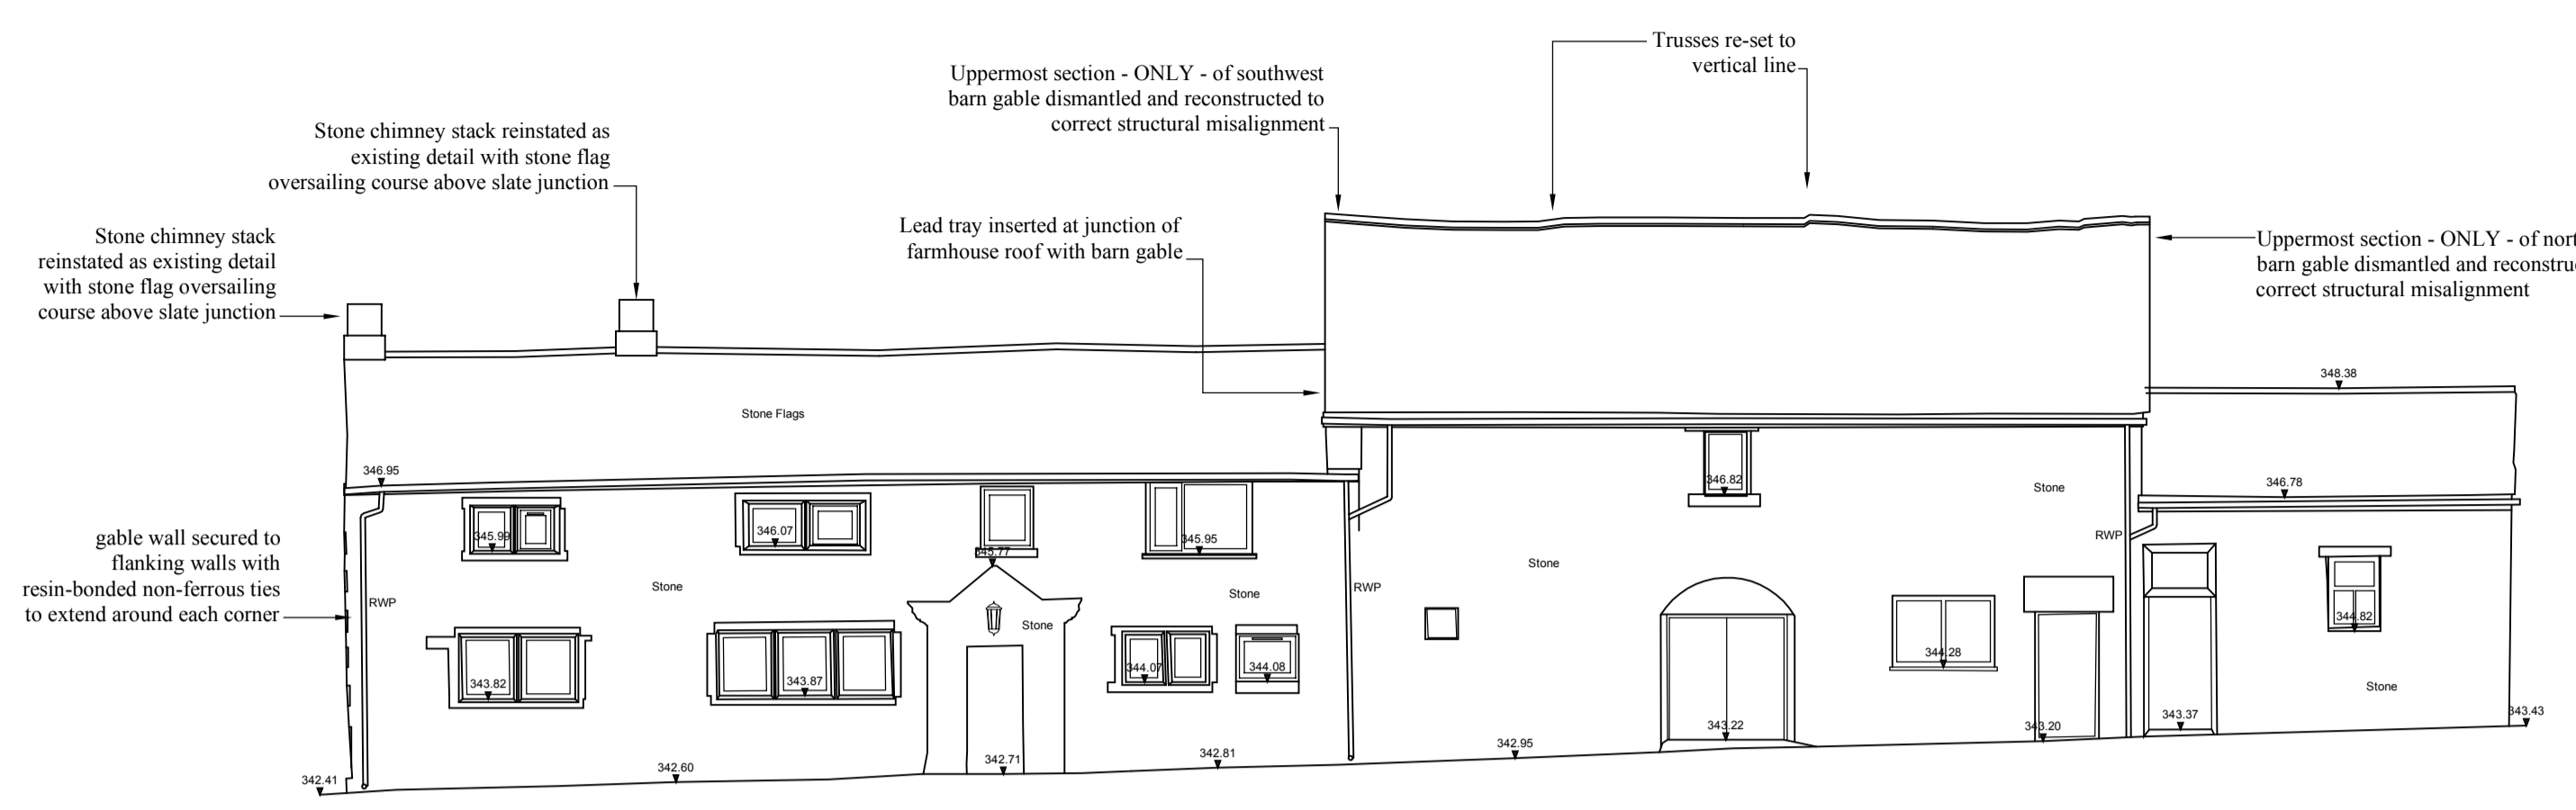 Trusses re-set to
vertical line
Uppermost section - ONLY - of southwest
barn gable dismantled and reconstructed to
correct structural misalignment
Stone chimney stack reinstated as
existing detail with stone flag
oversailing course above slate junction
Lead tray inserted at junction of
farmhouse roof with barn gable
Stone chimney stack
reinstated as existing detail
with stone flag oversailing
course above slate junction
Uppermost section - ONLY - of
barn gable dismantled and
correct structural misalignment
348.38
Stone Flags
346.95
346.82
Stone
346.78
345.99
346.07
345.77
345.95
RWP
gable wall secured to
flanking walls with
resin-bonded non-ferrous ties
to extend around each corner
RWP
Stone
Stone
Stone
RWP
Stone
344.82
343.82
343.87
344.07
344.08
344.28
Stone
343.22
343.20
343.37
343.43
342.41
342.60
342.71
342.81
342.95